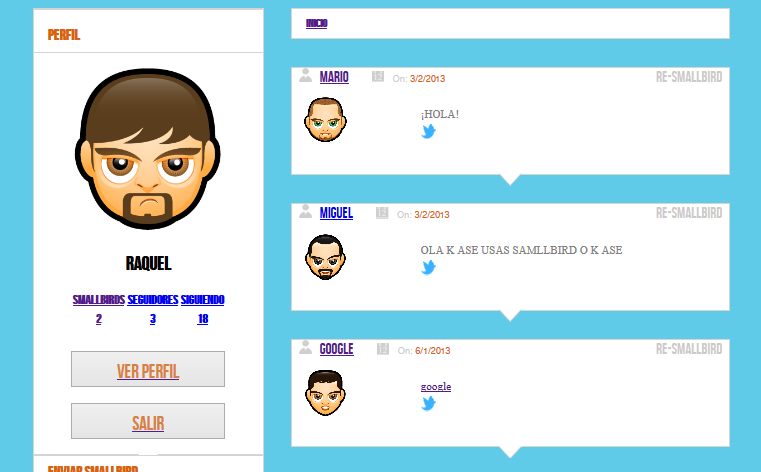 PERFIL
RAQUEL
SMALLBIRDS SEGUIDORES SIGUIENDO
2 3 18
VER PERFIL
SALIR
ENVIAR SMALLBIRD
INICIO
MARIO On: 3/2/2013 RE-SMALLBIRD
¡HOLA!
MIGUEL On: 3/2/2013 RE-SMALLBIRD
OLA K ASE USAS SAMLLBIRD O K ASE
GOOGLE On: 6/1/2013 RE-SMALLBIRD
google